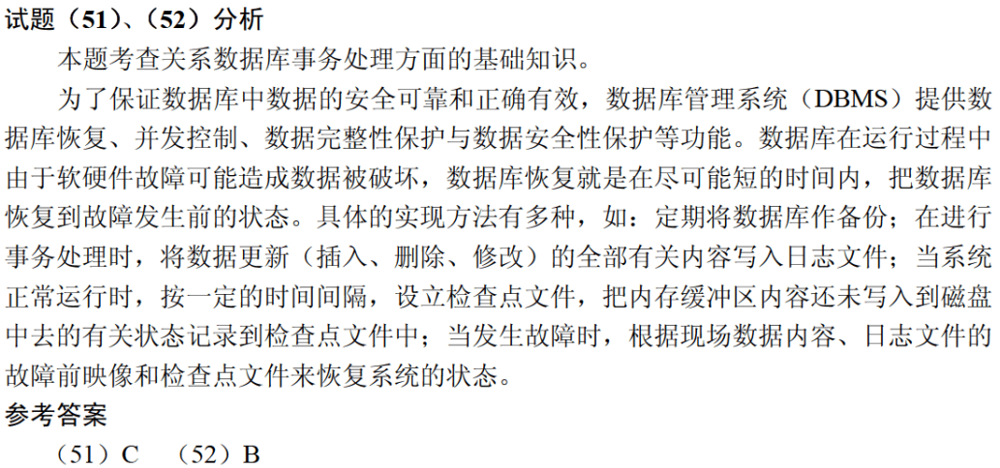 试题（51）、（52）分析
本题考查关系数据库事务处理方面的基础知识。
为了保证数据库中数据的安全可靠和正确有效，数据库管理系统（DBMS）提供数
据库恢复、并发控制、数据完整性保护与数据安全性保护等功能。数据库在运行过程中
由于软硬件故障可能造成数据被破坏，数据库恢复就是在尽可能短的时间内，把数据库
恢复到故障发生前的状态。具体的实现方法有多种，如：定期将数据库作备份；在进行
事务处理时，将数据更新（插入、删除、修改）的全部有关内容写入日志文件；当系统
正常运行时，按一定的时间间隔，设立检查点文件，把内存缓冲区内容还未写入到磁盘
中去的有关状态记录到检查点文件中；当发生故障时，根据现场数据内容、日志文件的
故障前映像和检查点文件来恢复系统的状态。
参考答案
（51）C （52）B